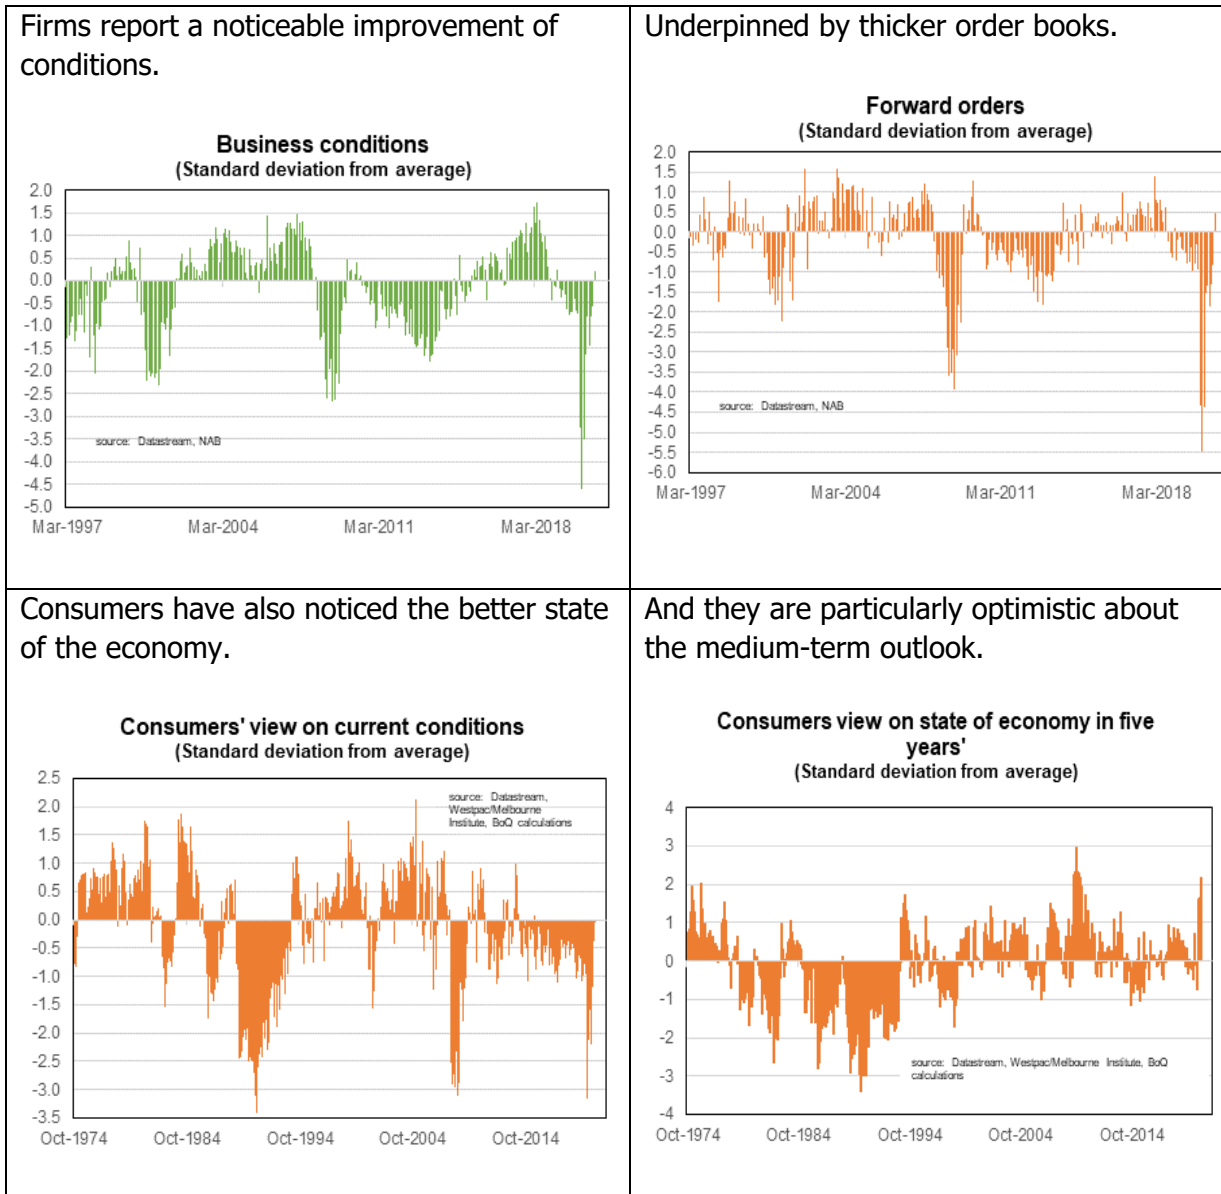 Firms report a noticeable improvement of
conditions.
Business conditions
(Standard deviation from average)
2.0
1.5
1.0
0.5
0.0
-0.5
-1.0
-1.5
-2.0
-2.5
-3.0
-3.5
-4.0
-4.5
-5.0
source: Datastream, NAB
Mar-1997 Mar-2004 Mar-2011 Mar-2018
Underpinned by thicker order books.
Forward orders
(Standard deviation from average)
2.0
1.5
1.0
0.5
0.0
-0.5
-1.0
-1.5
-2.0
-2.5
-3.0
-3.5
-4.0
-4.5
-5.0
-5.5
-6.0
source: Datastream, NAB
Mar-1997 Mar-2004 Mar-2011 Mar-2018
Consumers have also noticed the better state
of the economy.
Consumers' view on current conditions
(Standard deviation from average)
2.5
2.0
1.5
1.0
0.5
0.0
-0.5
-1.0
-1.5
-2.0
-2.5
-3.0
-3.5
source: Datastream,
Westpac/Melbourne
Institute, BoQ calculations
Oct-1974 Oct-1984 Oct-1994 Oct-2004 Oct-2014
And they are particularly optimistic about
the medium-term outlook.
Consumers view on state of economy in five
years'
(Standard deviation from average)
4
3
2
1
0
-1
-2
-3
-4
source: Datastream, Westpac/Melbourne Institute, BoQ
calculations
Oct-1974 Oct-1984 Oct-1994 Oct-2004 Oct-2014